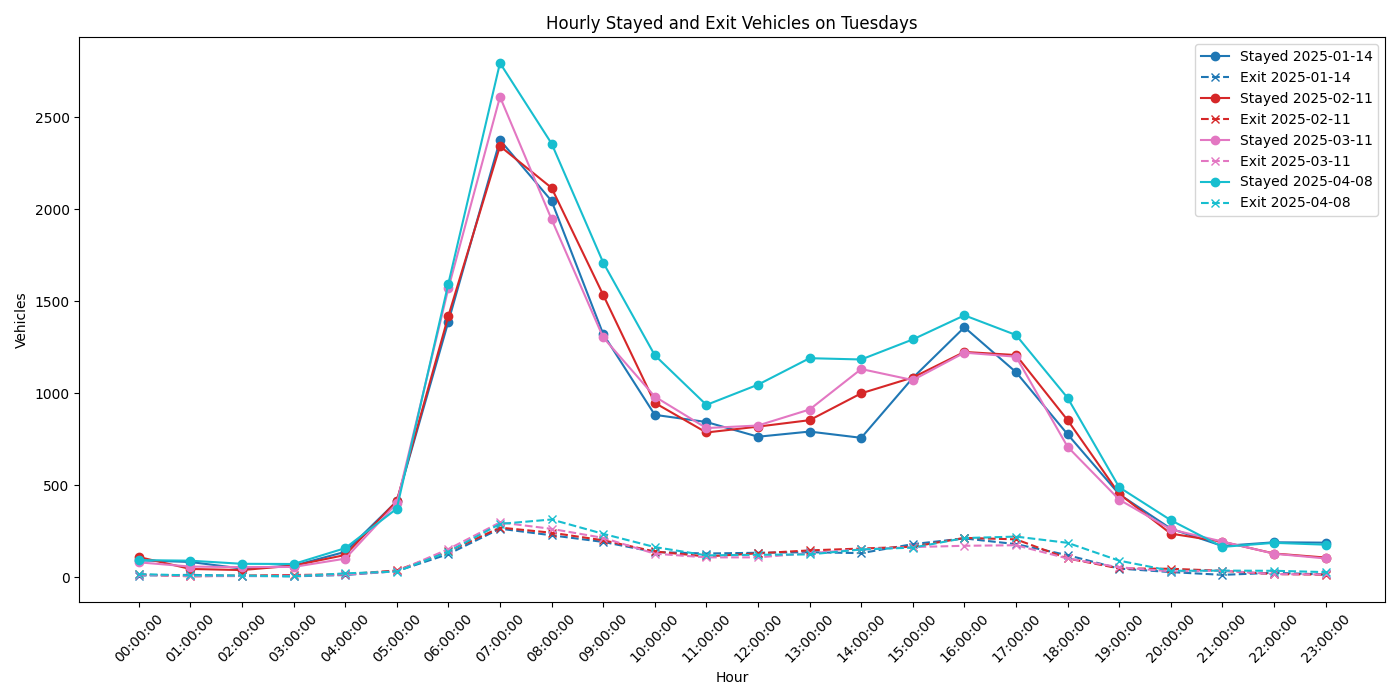 Hourly Stayed and Exit Vehicles on Tuesdays
Stayed 2025-01-14
Exit 2025-01-14
Stayed 2025-02-11
Exit 2025-02-11
Stayed 2025-03-11
Exit 2025-03-11
Stayed 2025-04-08
Exit 2025-04-08
Vehicles
2500
2000
1500
1000
500
0
00:00:00
01:00:00
02:00:00
03:00:00
04:00:00
05:00:00
06:00:00
07:00:00
08:00:00
09:00:00
10:00:00
11:00:00
12:00:00
13:00:00
14:00:00
15:00:00
16:00:00
17:00:00
18:00:00
19:00:00
20:00:00
21:00:00
22:00:00
23:00:00
Hour